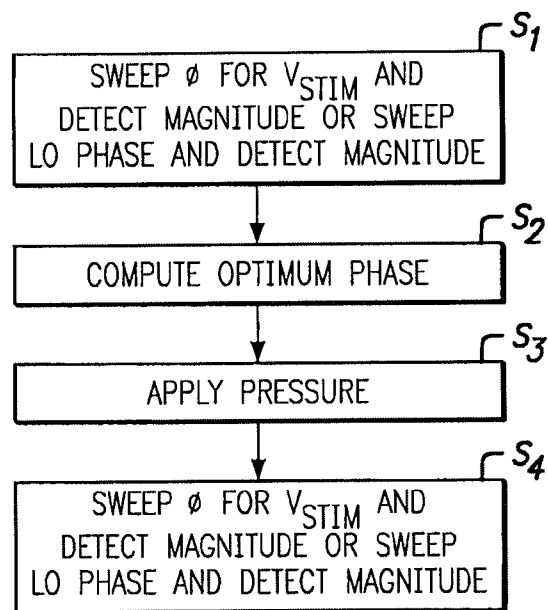 S1
SWEEP ø FOR VSTIM AND
DETECT MAGNITUDE OR SWEEP
LO PHASE AND DETECT MAGNITUDE
S2
COMPUTE OPTIMUM PHASE
S3
APPLY PRESSURE
S4
SWEEP ø FOR VSTIM AND
DETECT MAGNITUDE OR SWEEP
LO PHASE AND DETECT MAGNITUDE